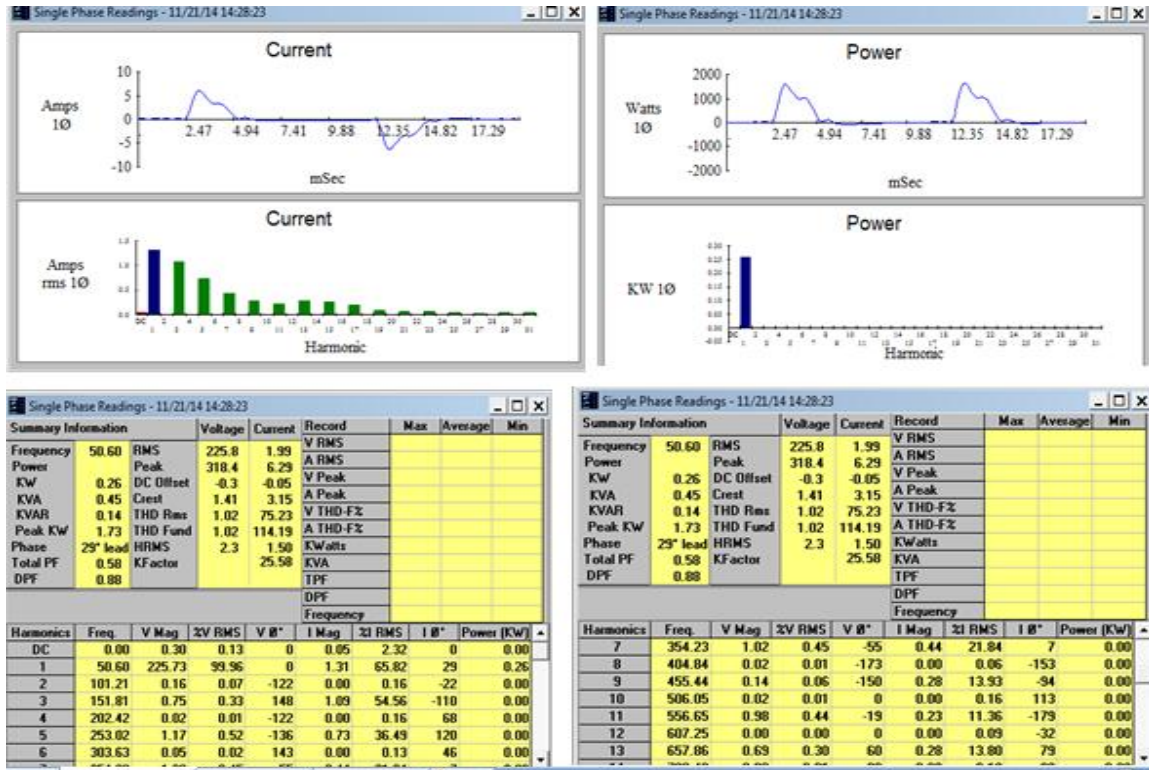 Single Phase Readings - 11/21/14 14:28:23
Current
10
5
0
-5
-10
Amps
1Ø
2.47 4.94 7.41 9.88 12.35 14.82 17.29
mSec
Current
Amps
rms 1Ø
Harmonic
Single Phase Readings - 11/21/14 14:28:23
Power
2000
1000
0
-1000
-2000
Watts
1Ø
2.47 4.94 7.41 9.88 12.35 14.82 17.29
mSec
Power
KW 1Ø
Harmonic
Single Phase Readings - 11/21/14 14:28:23
Summary Information Voltage Current Record Max Average Min
Frequency 50.60 RMS 225.8 1.99 V RMS
Power Peak 318.4 6.29 A RMS
KW 0.26 DC Offset -0.3 -0.05 V Peak
KVA 0.45 Crest 1.41 3.15 A Peak
KVAR 0.14 THD Rms 1.02 75.23 V THD-F%
Peak KW 1.73 THD Fund 1.02 114.19 A THD-F%
Phase 29° lead HRMS 2.3 1.50 KWatts
Total PF 0.58 KFactor 25.58 KVA
DPF 0.88 TPF
DPF
Frequency
Harmonics Freq. V Mag %V RMS V Ø° I Mag %I RMS I Ø° Power (KW)
DC 0.00 0.30 0.13 0 0.05 2.32 0 0.00
1 50.60 225.73 99.96 0 1.31 65.82 29 0.26
2 101.21 0.16 0.07 -122 0.00 0.16 -22 0.00
3 151.81 0.75 0.33 148 1.09 54.56 -110 0.00
4 202.42 0.02 0.01 -122 0.00 0.16 68 0.00
5 253.02 1.17 0.52 -136 0.73 36.49 120 0.00
6 303.63 0.05 0.02 143 0.00 0.13 46 0.00
Single Phase Readings - 11/21/14 14:28:23
Summary Information Voltage Current Record Max Average Min
Frequency 50.60 RMS 225.8 1.99 V RMS
Power Peak 318.4 6.29 A RMS
KW 0.26 DC Offset -0.3 -0.05 V Peak
KVA 0.45 Crest 1.41 3.15 A Peak
KVAR 0.14 THD Rms 1.02 75.23 V THD-F%
Peak KW 1.73 THD Fund 1.02 114.19 A THD-F%
Phase 29° lead HRMS 2.3 1.50 KWatts
Total PF 0.58 KFactor 25.58 KVA
DPF 0.88 TPF
DPF
Frequency
Harmonics Freq. V Mag %V RMS V Ø° I Mag %I RMS I Ø° Power (KW)
7 354.23 1.02 0.45 -55 0.44 21.84 7 0.00
8 404.84 0.02 0.01 -173 0.00 0.06 -153 0.00
9 455.44 0.14 0.06 -150 0.28 13.93 -94 0.00
10 506.05 0.02 0.01 0 0.00 0.16 113 0.00
11 556.65 0.98 0.44 -19 0.23 11.36 -179 0.00
12 607.25 0.00 0.00 0 0.00 0.09 -32 0.00
13 657.86 0.69 0.30 60 0.28 13.80 79 0.00